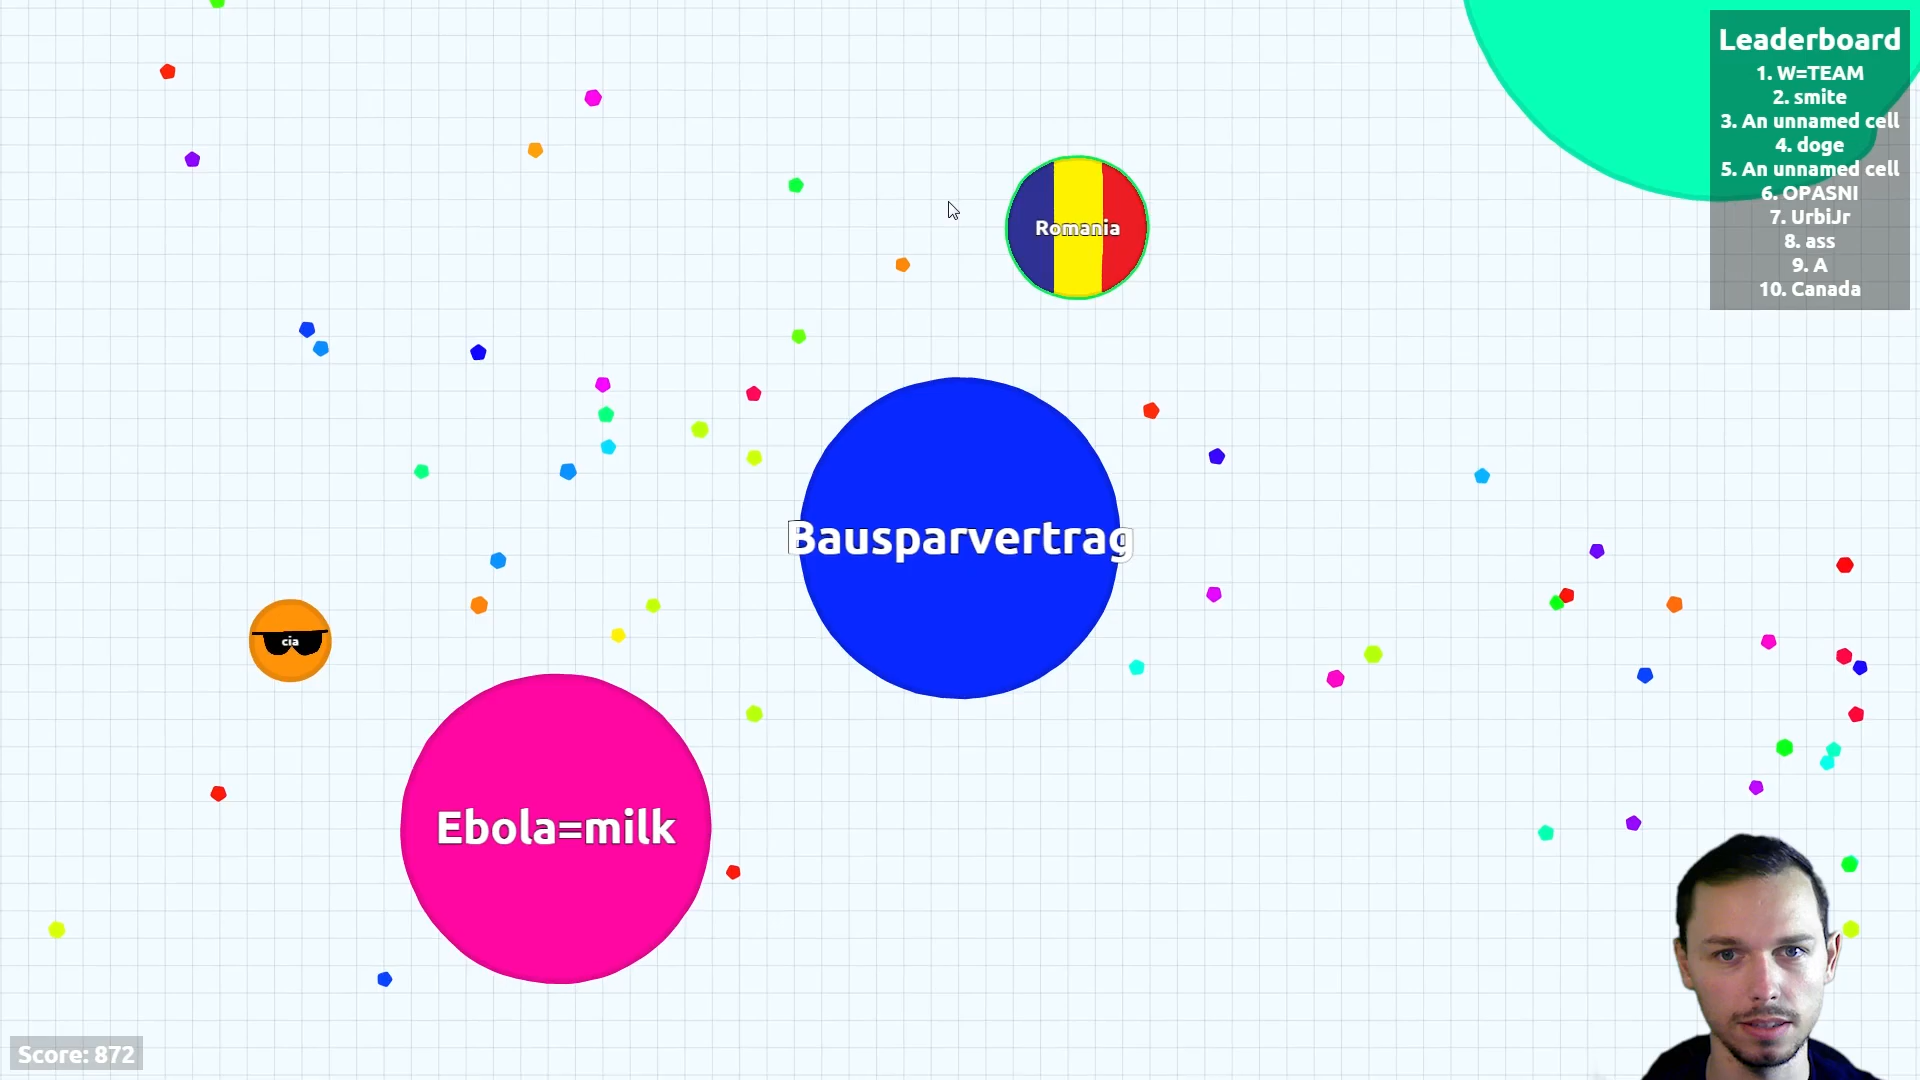 Leaderboard
1. W=TEAM
2. smite
3. An unnamed cell
4. doge
5. An unnamed cell
6. OPASNI
7. UrbiJr
8. ass
9. A
10. Canada
Romania
Bausparvertrag
cia
Ebola=milk
Score: 872